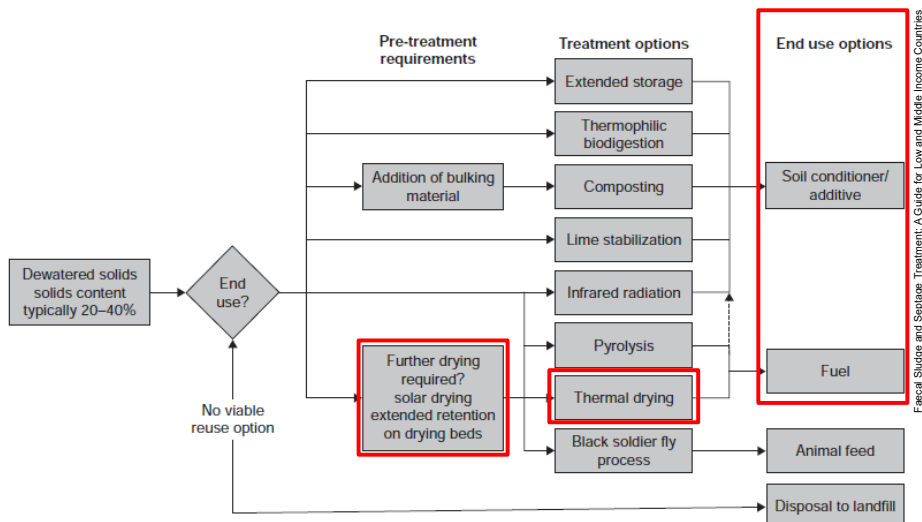 Pre-treatment
requirements
Treatment options
End use options
Extended storage
Thermophilic
biodigestion
Addition of bulking
material
Composting
Soil conditioner/
additive
Lime stabilization
Dewatered solids
solids content
typically 20–40%
End
use?
Infrared radiation
Pyrolysis
Further drying
required?
solar drying
extended retention
on drying beds
Thermal drying
Fuel
No viable
reuse option
Black soldier fly
process
Animal feed
Disposal to landfill
Faecal Sludge and Septage Treatment: A Guide for Low and Middle Income Countries